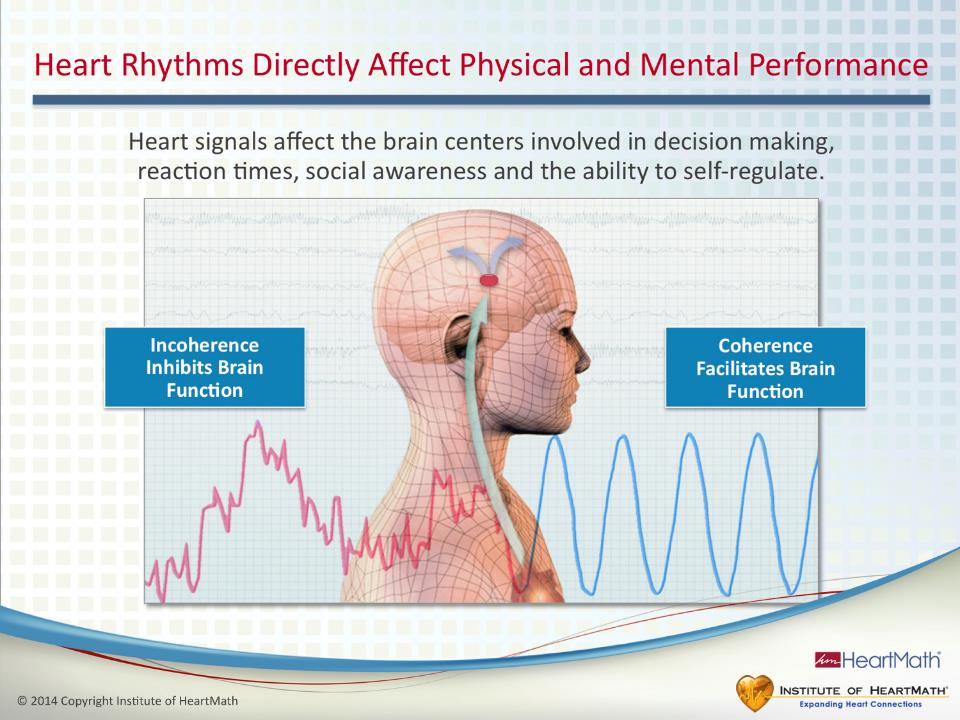 Heart Rhythms Directly Affect Physical and Mental Performance
Heart signals affect the brain centers involved in decision making,
reaction times, social awareness and the ability to self-regulate.
Incoherence
Inhibits Brain
Function
Coherence
Facilitates Brain
Function
hm HeartMath®
© 2014 Copyright Institute of HeartMath
INSTITUTE OF HEARTMATH®
Expanding Heart Connections